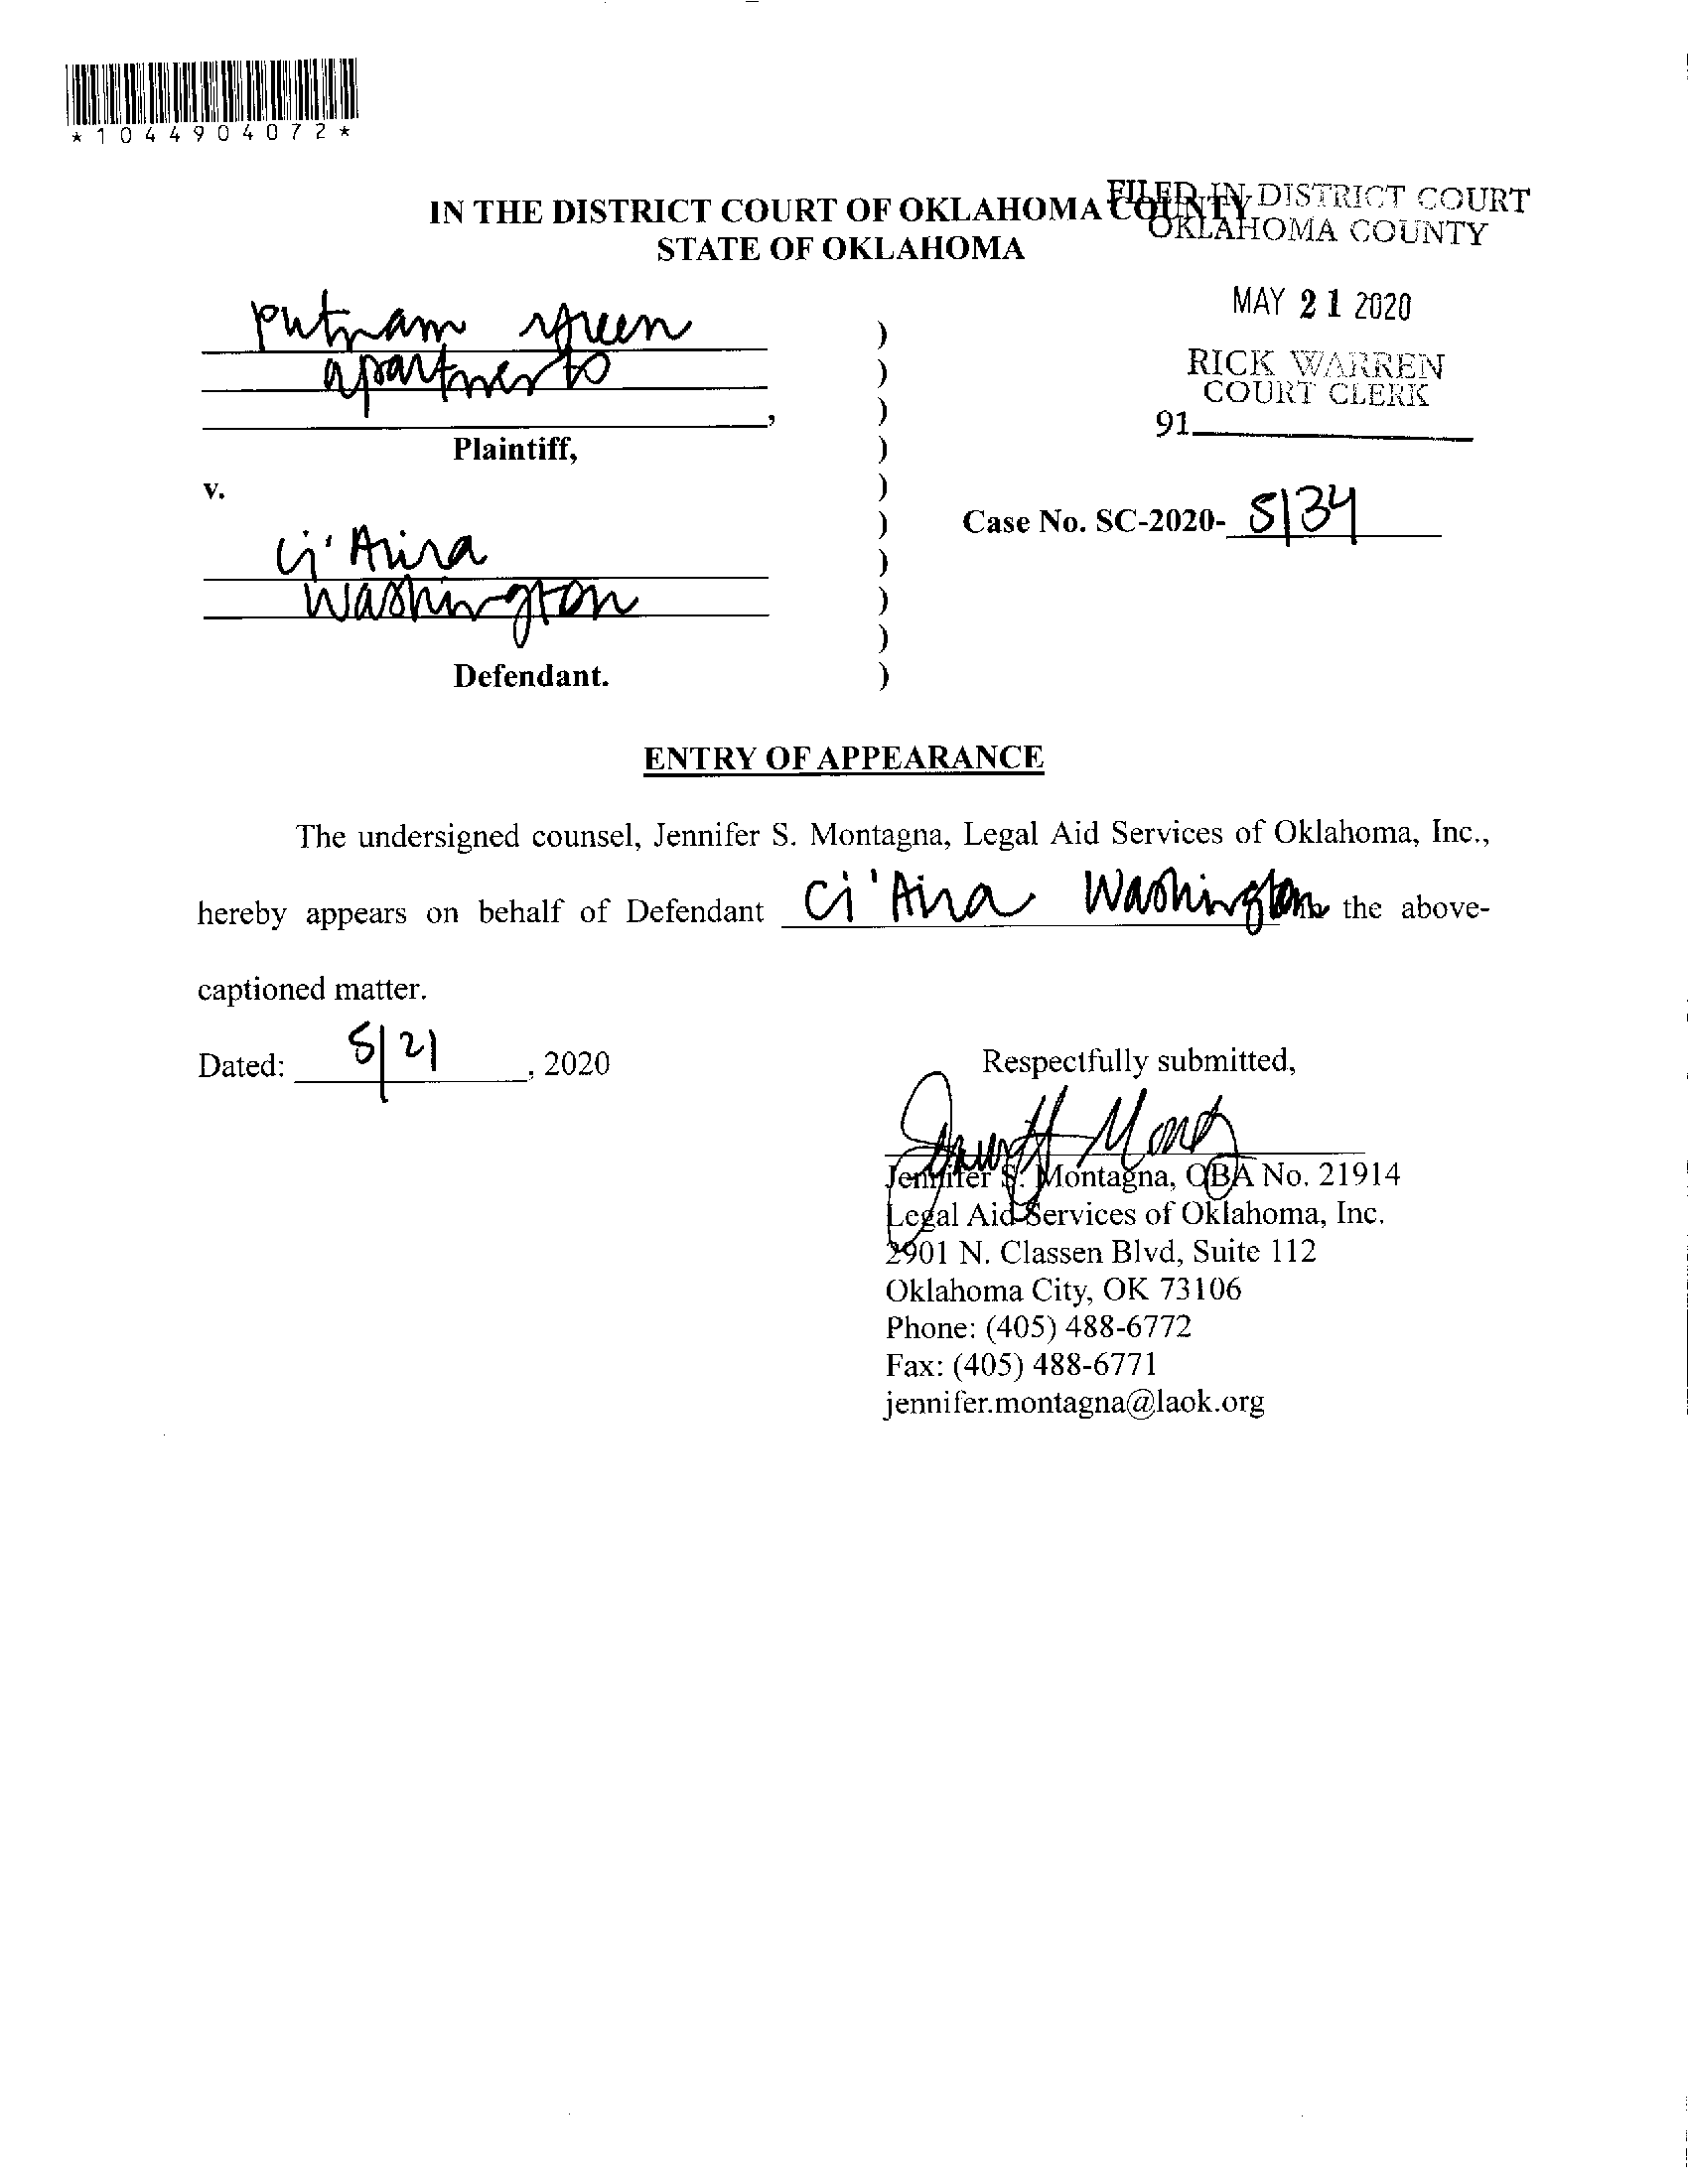 *1044904072*
IN THE DISTRICT COURT OF OKLAHOMA COUNTY
STATE OF OKLAHOMA
FILED IN DISTRICT COURT
OKLAHOMA COUNTY
MAY 21 2020
RICK WARREN
COURT CLERK
91
putnam green
apartments
,
Plaintiff,
v.
Case No. SC-2020- 5134
Ci'Aira
Washington
Defendant.
)
)
)
)
)
)
)
)
)
)
ENTRY OF APPEARANCE
The undersigned counsel, Jennifer S. Montagna, Legal Aid Services of Oklahoma, Inc.,
hereby appears on behalf of Defendant Ci'Aira Washington in the above-
captioned matter.
Dated: 5/21, 2020
Respectfully submitted,
Jennifer S. Montagna, OBA No. 21914
Legal Aid Services of Oklahoma, Inc.
2901 N. Classen Blvd, Suite 112
Oklahoma City, OK 73106
Phone: (405) 488-6772
Fax: (405) 488-6771
jennifer.montagna@laok.org